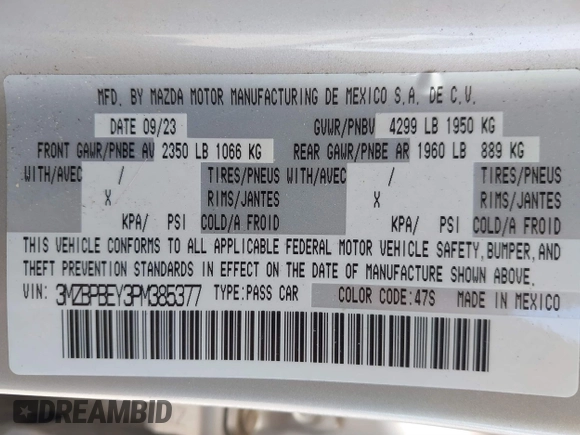 MFD. BY MAZDA MOTOR MANUFACTURING DE MEXICO S.A. DE C.V.
DATE 09/23 GVWR/PNBV 4299 LB 1950 KG
FRONT GAWR/PNBE AV 2350 LB 1066 KG REAR GAWR/PNBE AR 1960 LB 889 KG
WITH/AVEC / TIRES/PNEUS WITH/AVEC / TIRES/PNEUS
X RIMS/JANTES X RIMS/JANTES
KPA/ PSI COLD/A FROID KPA/ PSI COLD/A FROID
THIS VEHICLE CONFORMS TO ALL APPLICABLE FEDERAL MOTOR VEHICLE SAFETY, BUMPER, AND
THEFT PREVENTION STANDARDS IN EFFECT ON THE DATE OF MANUFACTURE SHOWN ABOVE.
VIN: 3MZBPBEY3PM385377 TYPE:PASS CAR COLOR CODE:47S MADE IN MEXICO
DREAMBID